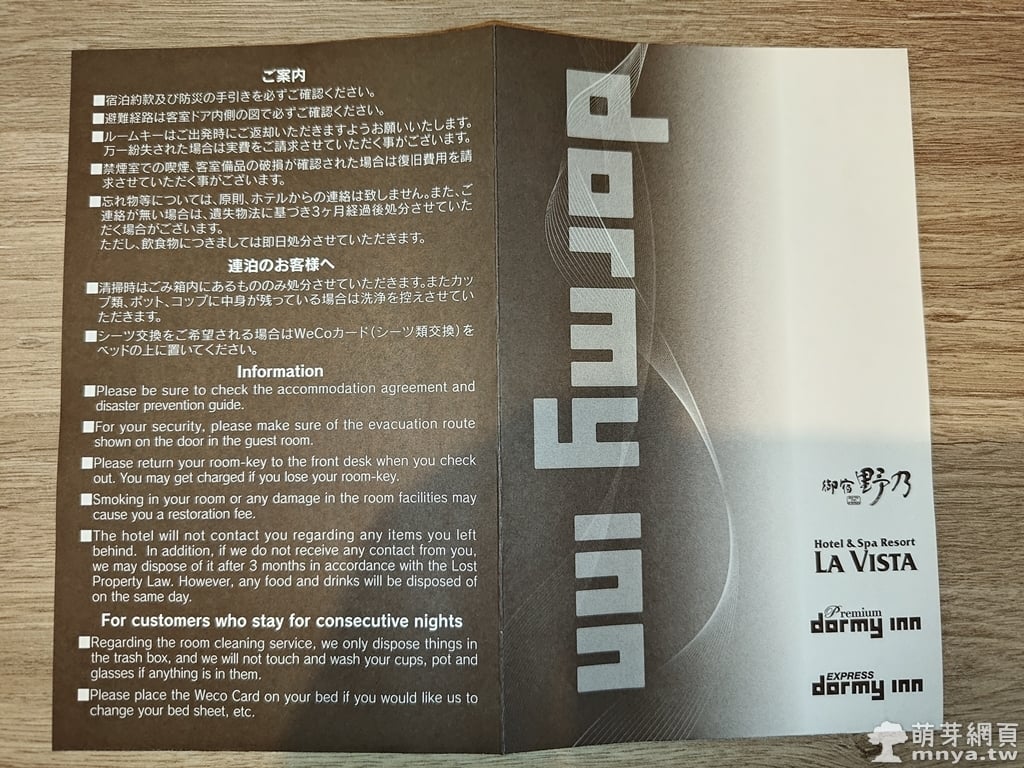 ご案内
■宿泊約款及び防災の手引きを必ずご確認ください。
■避難経路は客室ドア内側の図で必ずご確認ください。
■ルームキーはご出発時にご返却いただきますようお願いいたします。
万一紛失された場合は実費をご請求させていただく事がございます。
■禁煙室での喫煙、客室備品の破損が確認された場合は復旧費用を請
求させていただく事がございます。
■忘れ物等については、原則、ホテルからの連絡は致しません。また、ご
連絡が無い場合は、遺失物法に基づき3ヶ月経過後処分させていた
だく場合がございます。
ただし、飲食物につきましては即日処分させていただきます。
連泊のお客様へ
■清掃時はごみ箱内にあるもののみ処分させていただきます。またカッ
プ類、ポット、コップに中身が残っている場合は洗浄を控えさせてい
ただきます。
■シーツ交換をご希望される場合はWeCoカード(シーツ類交換)を
ベッドの上に置いてください。
Information
■Please be sure to check the accommodation agreement and
disaster prevention guide.
■For your security, please make sure of the evacuation route
shown on the door in the guest room.
■Please return your room-key to the front desk when you check
out. You may get charged if you lose your room-key.
■Smoking in your room or any damage in the room facilities may
cause you a restoration fee.
■The hotel will not contact you regarding any items you left
behind. In addition, if we do not receive any contact from you,
we may dispose of it after 3 months in accordance with the Lost
Property Law. However, any food and drinks will be disposed of
on the same day.
For customers who stay for consecutive nights
■Regarding the room cleaning service, we only dispose things in
the trash box, and we will not touch and wash your cups, pot and
glasses if anything is in them.
■Please place the Weco Card on your bed if you would like us to
change your bed sheet, etc.
dormy inn
御宿 野乃
Hotel & Spa Resort
LA VISTA
Premium
dormy inn
EXPRESS
dormy inn
萌芽網頁
mnya.tw